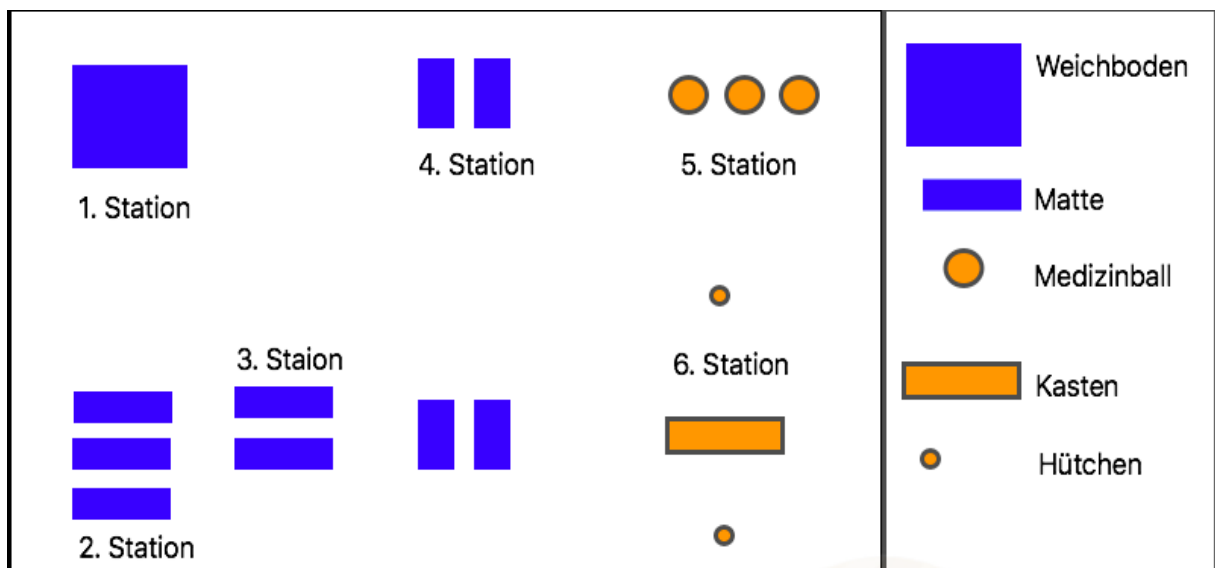 1. Station
2. Station
3. Staion
4. Station
5. Station
6. Station
Weichboden
Matte
Medizinball
Kasten
Hütchen